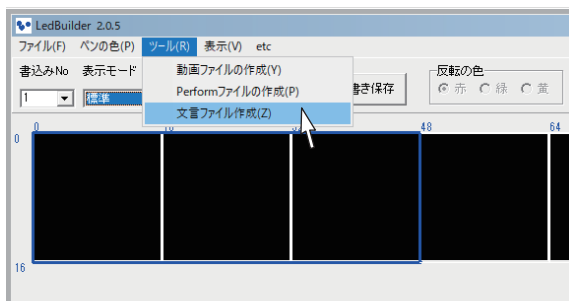 LedBuilder 2.0.5
ファイル(F) ペンの色(P) ツール(R) 表示(V) etc
書込みNo 表示モード 動画ファイルの作成(Y) 反転の色
1 標準 Performファイルの作成(P) き保存 赤 緑 黄
文言ファイル作成(Z)
0 48 64
0
16